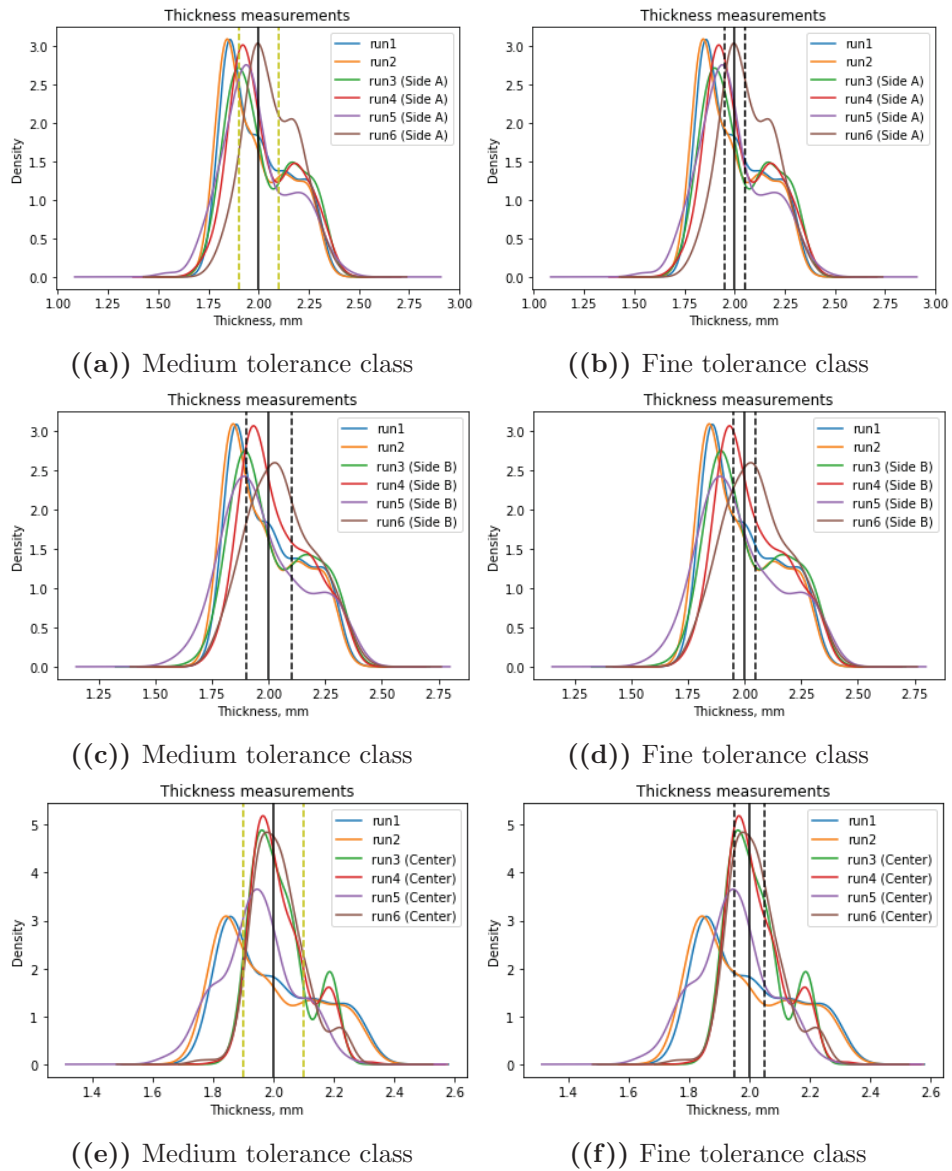 Thickness measurements
3.0
2.5
2.0
1.5
1.0
0.5
0.0
Density
run1
run2
run3 (Side A)
run4 (Side A)
run5 (Side A)
run6 (Side A)
1.00 1.25 1.50 1.75 2.00 2.25 2.50 2.75 3.00
Thickness, mm
((a)) Medium tolerance class
Thickness measurements
3.0
2.5
2.0
1.5
1.0
0.5
0.0
Density
run1
run2
run3 (Side A)
run4 (Side A)
run5 (Side A)
run6 (Side A)
1.00 1.25 1.50 1.75 2.00 2.25 2.50 2.75 3.00
Thickness, mm
((b)) Fine tolerance class
Thickness measurements
3.0
2.5
2.0
1.5
1.0
0.5
0.0
Density
run1
run2
run3 (Side B)
run4 (Side B)
run5 (Side B)
run6 (Side B)
1.25 1.50 1.75 2.00 2.25 2.50 2.75
Thickness, mm
((c)) Medium tolerance class
Thickness measurements
3.0
2.5
2.0
1.5
1.0
0.5
0.0
Density
run1
run2
run3 (Side B)
run4 (Side B)
run5 (Side B)
run6 (Side B)
1.25 1.50 1.75 2.00 2.25 2.50 2.75
Thickness, mm
((d)) Fine tolerance class
Thickness measurements
5
4
3
2
1
0
Density
run1
run2
run3 (Center)
run4 (Center)
run5 (Center)
run6 (Center)
1.4 1.6 1.8 2.0 2.2 2.4 2.6
Thickness, mm
((e)) Medium tolerance class
Thickness measurements
5
4
3
2
1
0
Density
run1
run2
run3 (Center)
run4 (Center)
run5 (Center)
run6 (Center)
1.4 1.6 1.8 2.0 2.2 2.4 2.6
Thickness, mm
((f)) Fine tolerance class